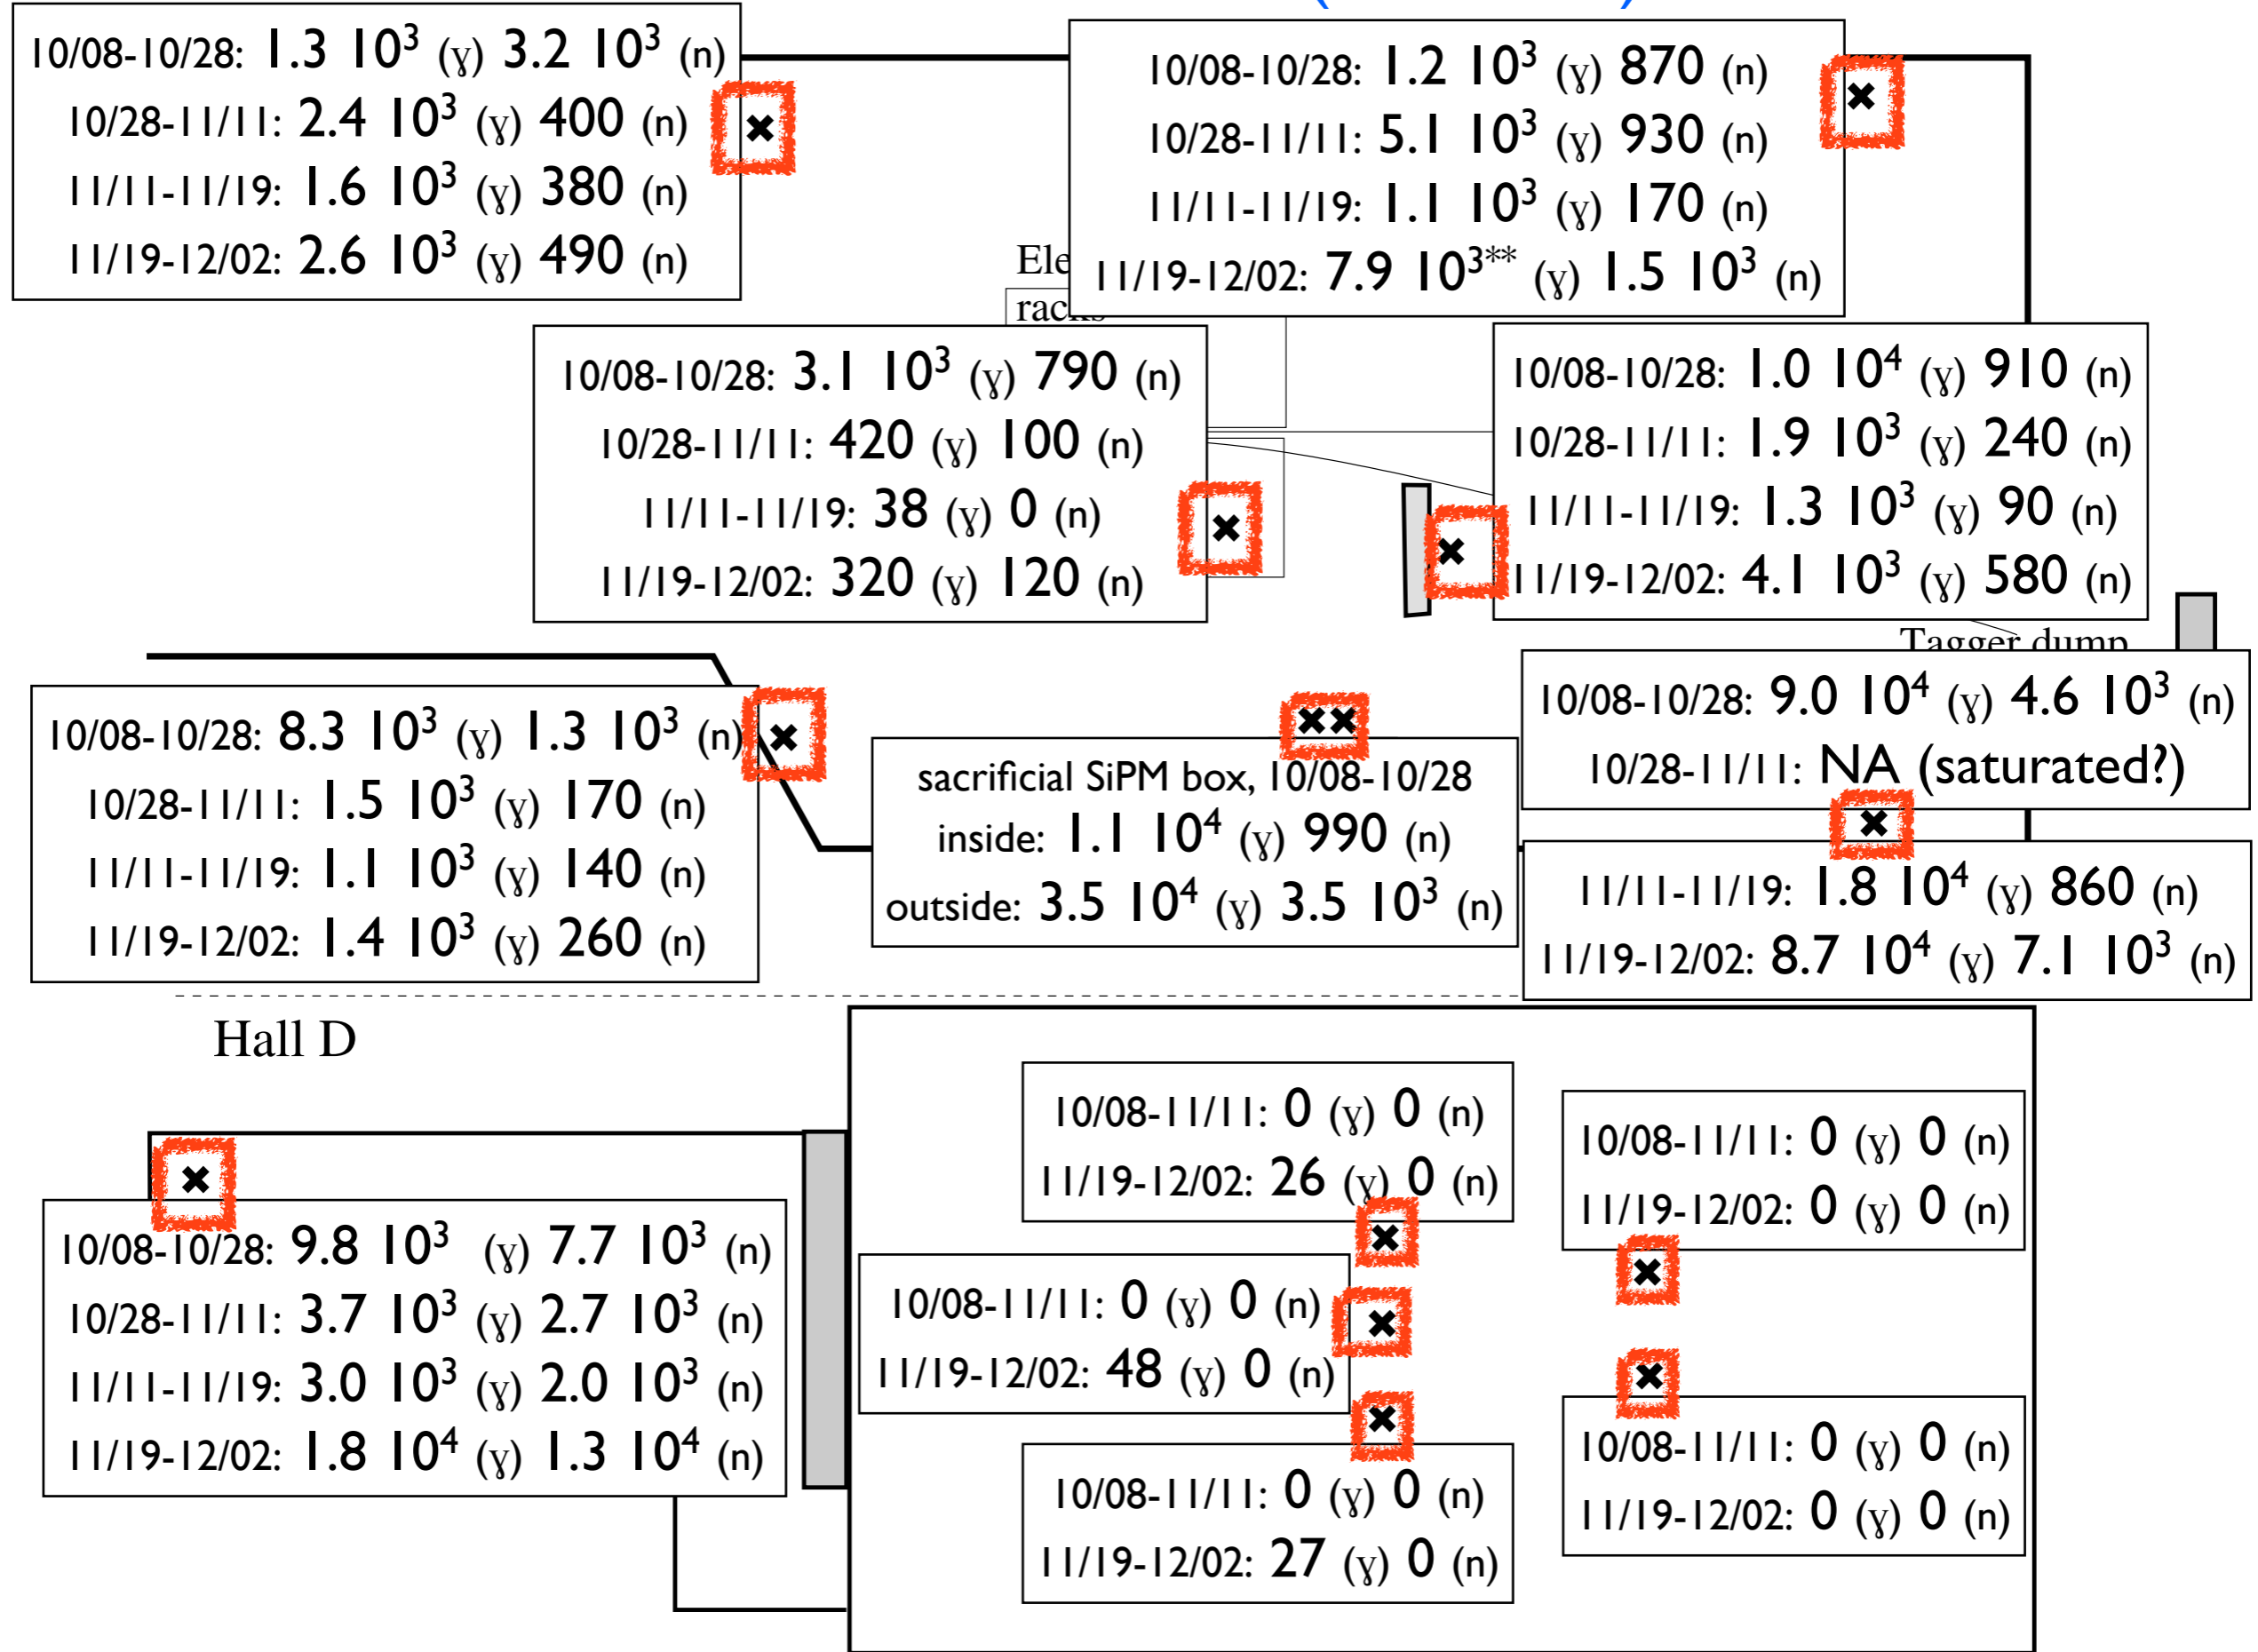 10/08-10/28: 1.3 10³ (γ) 3.2 10³ (n)
10/28-11/11: 2.4 10³ (γ) 400 (n)
11/11-11/19: 1.6 10³ (γ) 380 (n)
11/19-12/02: 2.6 10³ (γ) 490 (n)
10/08-10/28: 1.2 10³ (γ) 870 (n)
10/28-11/11: 5.1 10³ (γ) 930 (n)
11/11-11/19: 1.1 10³ (γ) 170 (n)
11/19-12/02: 7.9 10³** (γ) 1.5 10³ (n)
racks
10/08-10/28: 3.1 10³ (γ) 790 (n)
10/28-11/11: 420 (γ) 100 (n)
11/11-11/19: 38 (γ) 0 (n)
11/19-12/02: 320 (γ) 120 (n)
10/08-10/28: 1.0 10⁴ (γ) 910 (n)
10/28-11/11: 1.9 10³ (γ) 240 (n)
11/11-11/19: 1.3 10³ (γ) 90 (n)
11/19-12/02: 4.1 10³ (γ) 580 (n)
Tagger dump
10/08-10/28: 8.3 10³ (γ) 1.3 10³ (n)
10/28-11/11: 1.5 10³ (γ) 170 (n)
11/11-11/19: 1.1 10³ (γ) 140 (n)
11/19-12/02: 1.4 10³ (γ) 260 (n)
sacrificial SiPM box, 10/08-10/28
inside: 1.1 10⁴ (γ) 990 (n)
outside: 3.5 10⁴ (γ) 3.5 10³ (n)
10/08-10/28: 9.0 10⁴ (γ) 4.6 10³ (n)
10/28-11/11: NA (saturated?)
11/11-11/19: 1.8 10⁴ (γ) 860 (n)
11/19-12/02: 8.7 10⁴ (γ) 7.1 10³ (n)
Hall D
10/08-10/28: 9.8 10³ (γ) 7.7 10³ (n)
10/28-11/11: 3.7 10³ (γ) 2.7 10³ (n)
11/11-11/19: 3.0 10³ (γ) 2.0 10³ (n)
11/19-12/02: 1.8 10⁴ (γ) 1.3 10⁴ (n)
10/08-11/11: 0 (γ) 0 (n)
11/19-12/02: 26 (γ) 0 (n)
10/08-11/11: 0 (γ) 0 (n)
11/19-12/02: 0 (γ) 0 (n)
10/08-11/11: 0 (γ) 0 (n)
11/19-12/02: 48 (γ) 0 (n)
10/08-11/11: 0 (γ) 0 (n)
11/19-12/02: 27 (γ) 0 (n)
10/08-11/11: 0 (γ) 0 (n)
11/19-12/02: 0 (γ) 0 (n)